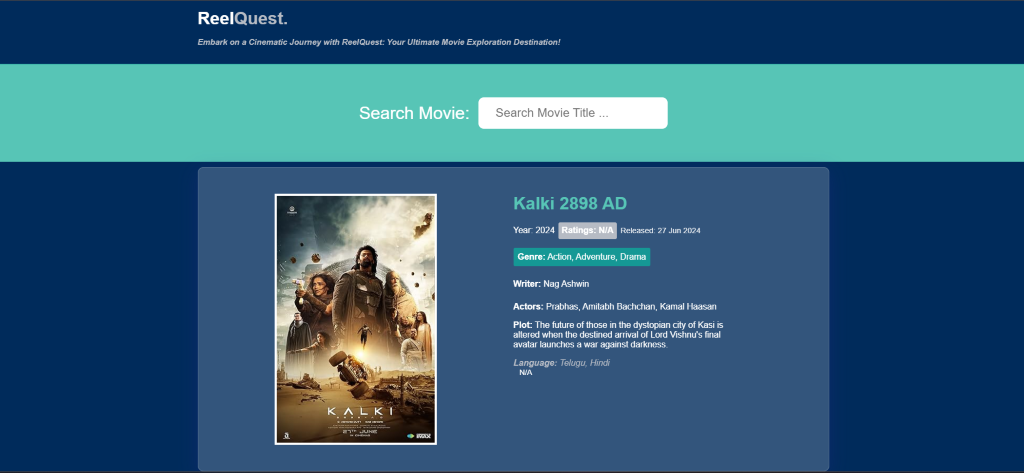 ReelQuest.
Embark on a Cinematic Journey with ReelQuest: Your Ultimate Movie Exploration Destination!
Search Movie: Search Movie Title ...
Kalki 2898 AD
Year: 2024 Ratings: N/A Released: 27 Jun 2024
Genre: Action, Adventure, Drama
Writer: Nag Ashwin
Actors: Prabhas, Amitabh Bachchan, Kamal Haasan
Plot: The future of those in the dystopian city of Kasi is
altered when the destined arrival of Lord Vishnu's final
avatar launches a war against darkness.
Language: Telugu, Hindi
N/A
KALKI
27TH JUNE
IMAX